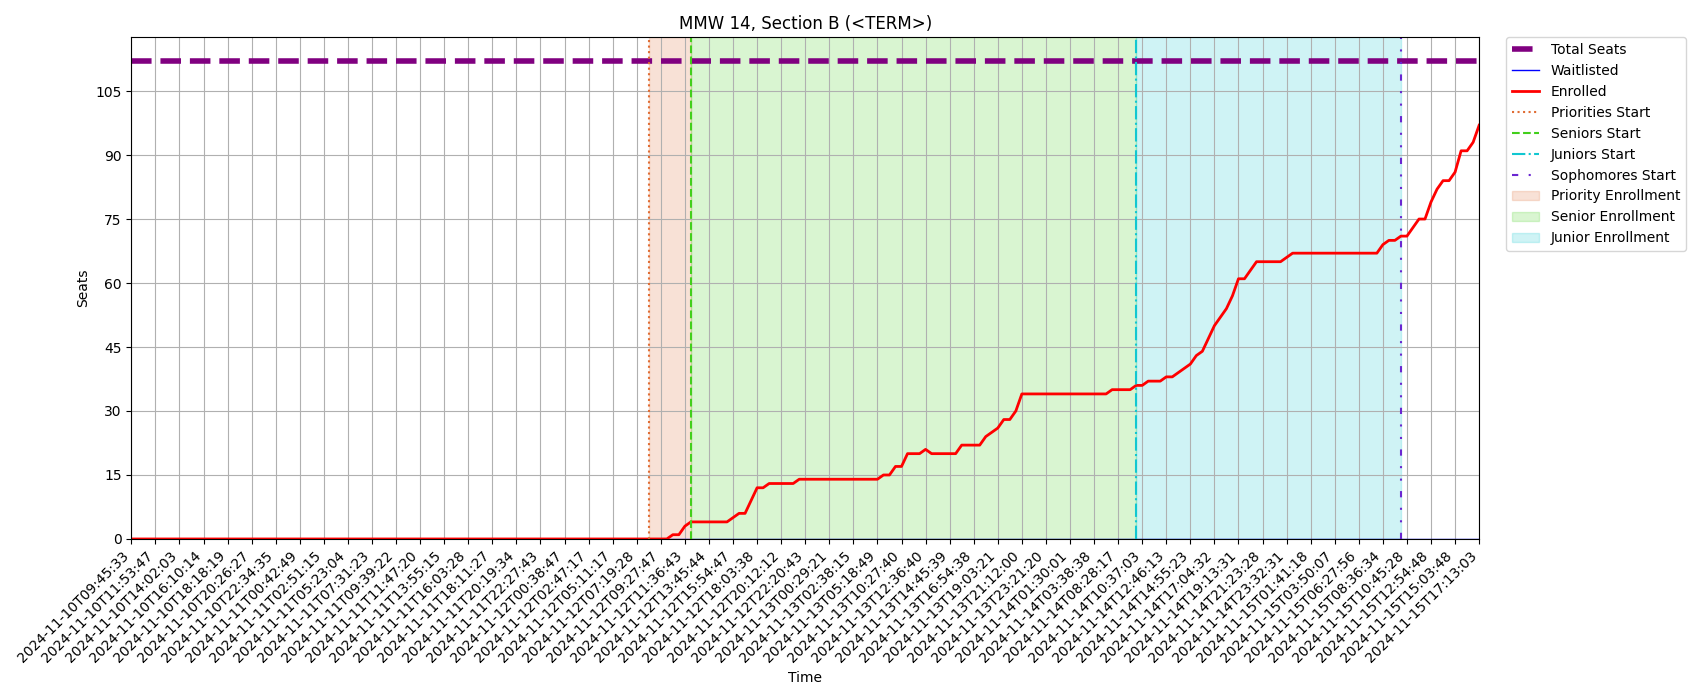 MMW 14, Section B (<TERM>)
Total Seats
Waitlisted
Enrolled
Priorities Start
Seniors Start
Juniors Start
Sophomores Start
Priority Enrollment
Senior Enrollment
Junior Enrollment
Seats
105
90
75
60
45
30
15
0
2024-11-10T09:45:33
2024-11-10T11:53:47
2024-11-10T14:02:03
2024-11-10T16:10:14
2024-11-10T18:18:19
2024-11-10T20:26:27
2024-11-10T22:34:35
2024-11-11T00:42:49
2024-11-11T02:51:15
2024-11-11T05:23:04
2024-11-11T07:31:23
2024-11-11T09:39:22
2024-11-11T11:47:20
2024-11-11T13:55:15
2024-11-11T16:03:28
2024-11-11T18:11:27
2024-11-11T20:19:34
2024-11-11T22:27:43
2024-11-12T00:38:47
2024-11-12T02:47:17
2024-11-12T05:11:17
2024-11-12T07:19:28
2024-11-12T09:27:47
2024-11-12T11:36:43
2024-11-12T13:45:44
2024-11-12T15:54:47
2024-11-12T18:03:38
2024-11-12T20:12:12
2024-11-12T22:20:43
2024-11-13T00:29:21
2024-11-13T02:38:15
2024-11-13T05:18:49
2024-11-13T10:27:40
2024-11-13T12:36:40
2024-11-13T14:45:39
2024-11-13T16:54:38
2024-11-13T19:03:21
2024-11-13T21:12:00
2024-11-13T23:21:20
2024-11-14T01:30:01
2024-11-14T03:38:38
2024-11-14T08:28:17
2024-11-14T10:37:03
2024-11-14T12:46:13
2024-11-14T14:55:23
2024-11-14T17:04:32
2024-11-14T19:13:31
2024-11-14T21:23:28
2024-11-14T23:32:31
2024-11-15T01:41:18
2024-11-15T03:50:07
2024-11-15T06:27:56
2024-11-15T08:36:34
2024-11-15T10:45:28
2024-11-15T12:54:48
2024-11-15T15:03:48
2024-11-15T17:13:03
Time